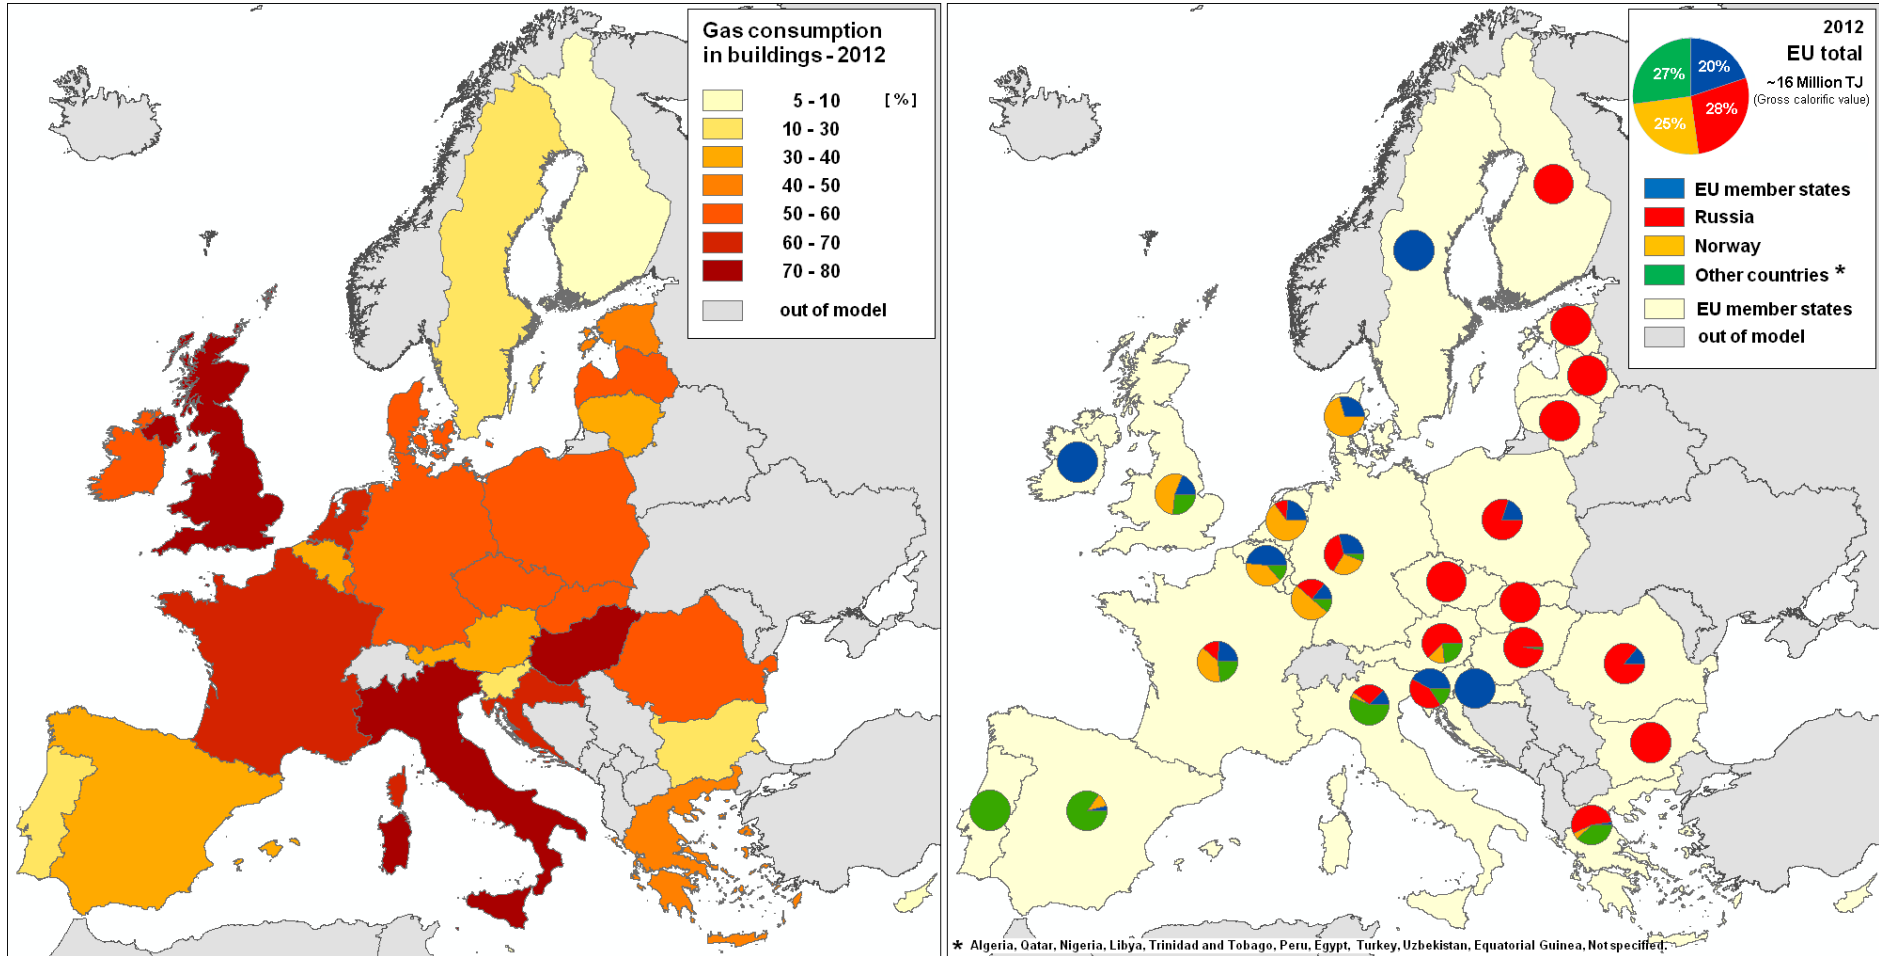 Gas consumption
in buildings - 2012
5 - 10 [%]
10 - 30
30 - 40
40 - 50
50 - 60
60 - 70
70 - 80
out of model
2012
EU total
~16 Million TJ
(Gross calorific value)
27%
20%
25%
28%
EU member states
Russia
Norway
Other countries *
EU member states
out of model
* Algeria, Qatar, Nigeria, Libya, Trinidad and Tobago, Peru, Egypt, Turkey, Uzbekistan, Equatorial Guinea, Not specified.